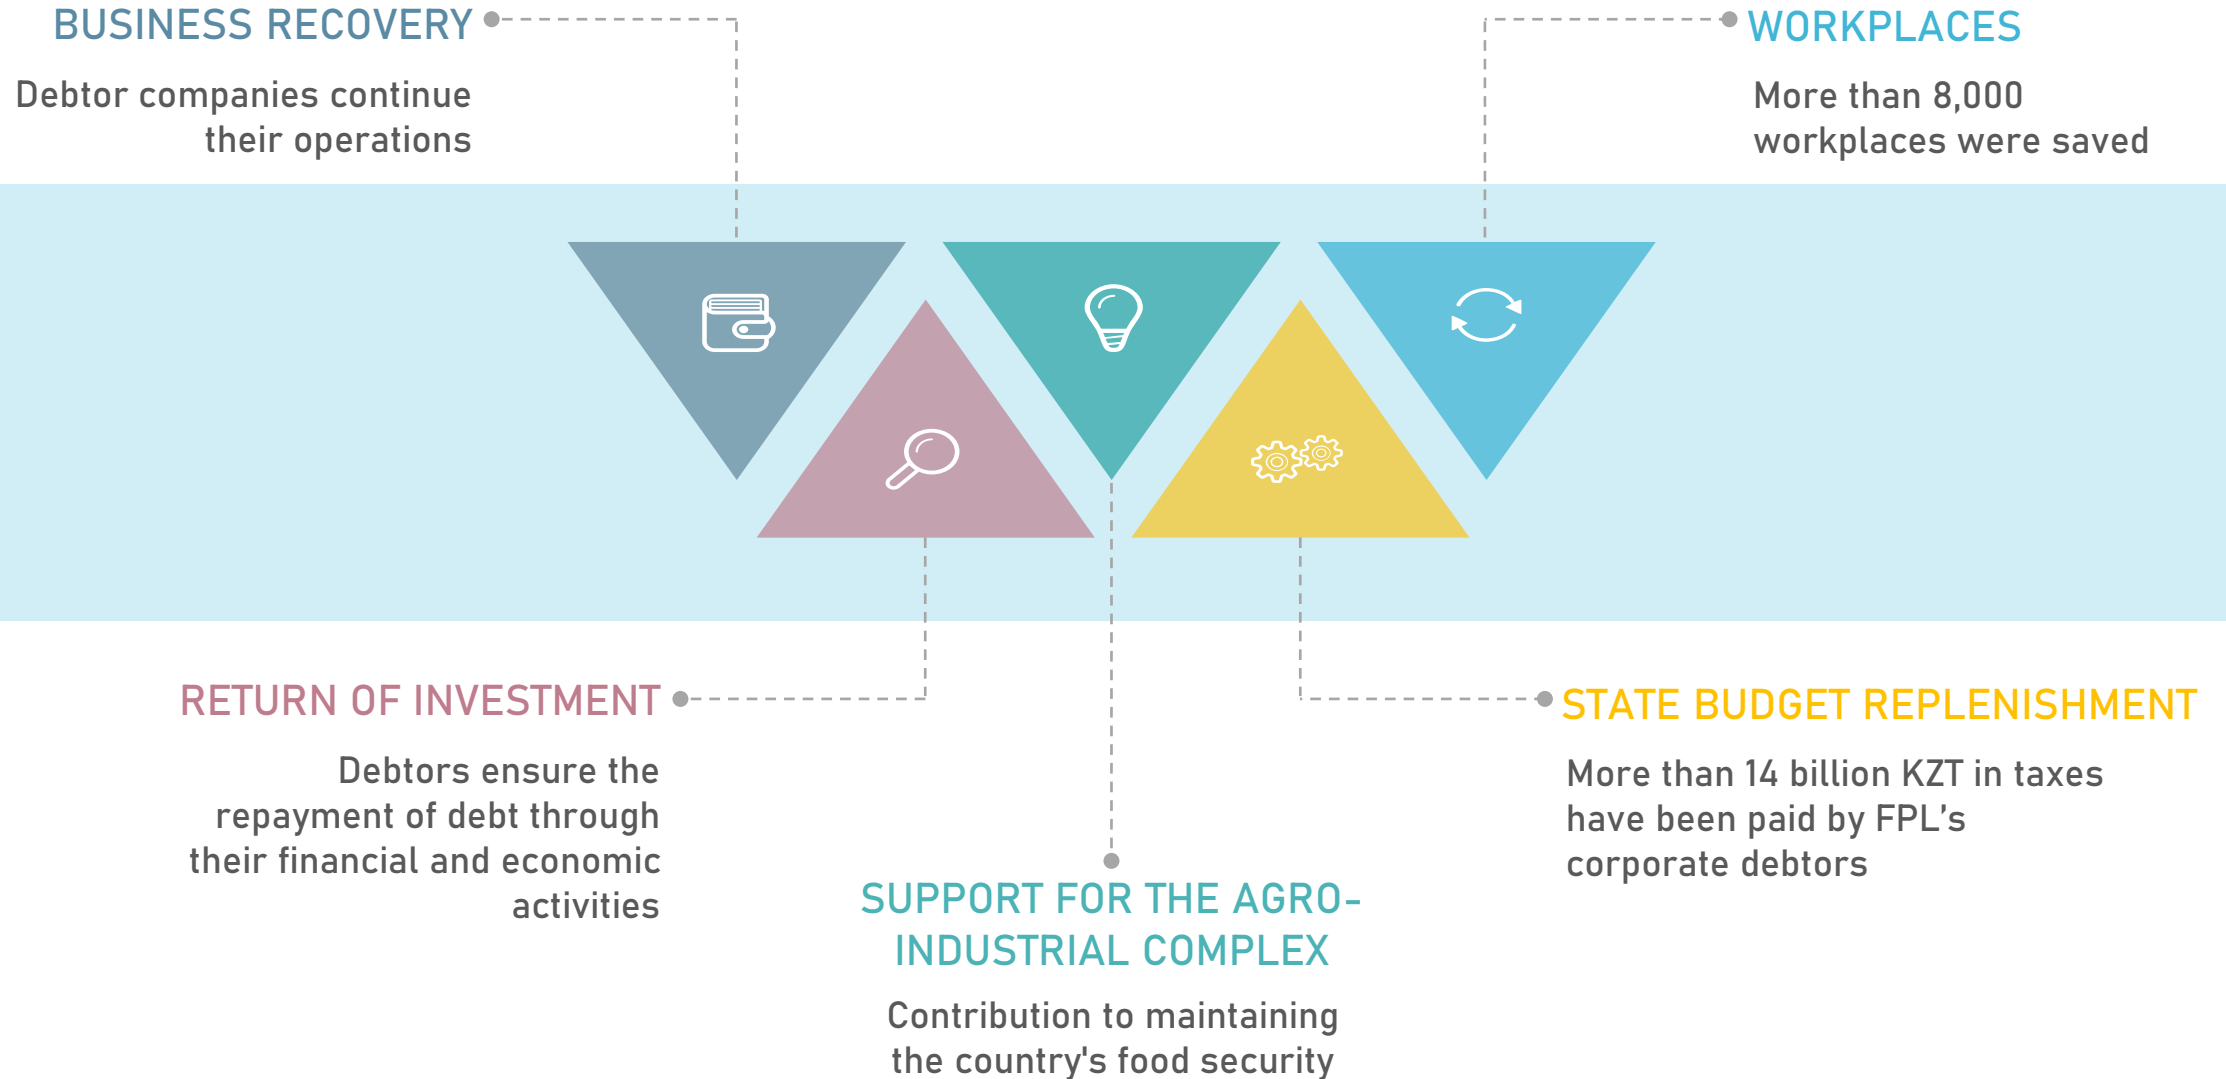 BUSINESS RECOVERY
Debtor companies continue
their operations
WORKPLACES
More than 8,000
workplaces were saved
RETURN OF INVESTMENT
Debtors ensure the
repayment of debt through
their financial and economic
activities
SUPPORT FOR THE AGRO-
INDUSTRIAL COMPLEX
Contribution to maintaining
the country's food security
STATE BUDGET REPLENISHMENT
More than 14 billion KZT in taxes
have been paid by FPL’s
corporate debtors